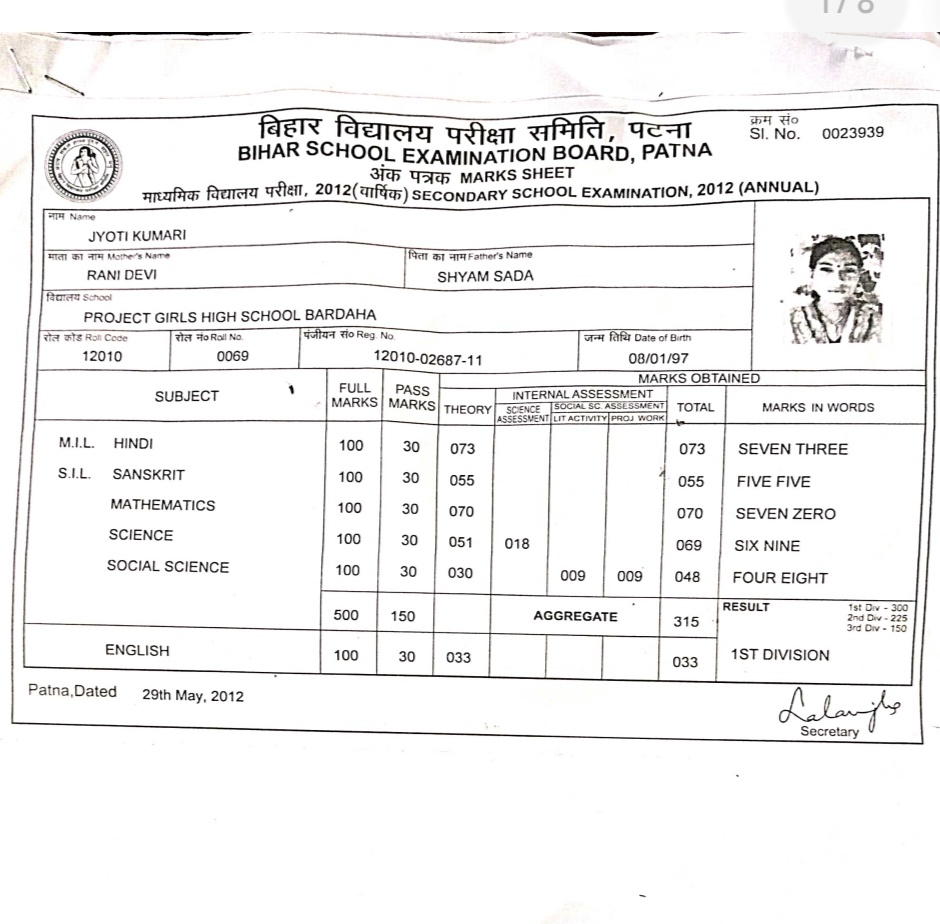 1/8
बिहार विद्यालय परीक्षा समिति, पटना
क्रम सं० 
Sl. No. 0023939
BIHAR SCHOOL EXAMINATION BOARD, PATNA
अंक पत्रक MARKS SHEET
माध्यमिक विद्यालय परीक्षा, 2012(वार्षिक) SECONDARY SCHOOL EXAMINATION, 2012 (ANNUAL)
नाम Name
JYOTI KUMARI
माता का नाम Mother's Name पिता का नाम Father's Name
RANI DEVI SHYAM SADA
विद्यालय School
PROJECT GIRLS HIGH SCHOOL BARDAHA
रोल कोड Roll Code रोल नं० Roll No. पंजीयन सं० Reg. No. जन्म तिथि Date of Birth
12010 0069 12010-02687-11 08/01/97
MARKS OBTAINED
SUBJECT FULL MARKS PASS MARKS THEORY INTERNAL ASSESSMENT TOTAL MARKS IN WORDS
SCIENCE ASSESSMENT SOCIAL SC. ASSESSMENT
LIT ACTIVITY PROJ WORK
M.I.L. HINDI 100 30 073 073 SEVEN THREE
S.I.L. SANSKRIT 100 30 055 055 FIVE FIVE
MATHEMATICS 100 30 070 070 SEVEN ZERO
SCIENCE 100 30 051 018 069 SIX NINE
SOCIAL SCIENCE 100 30 030 009 009 048 FOUR EIGHT
500 150 AGGREGATE 315 RESULT 1st Div - 300
2nd Div - 225
3rd Div - 150
ENGLISH 100 30 033 033 1ST DIVISION
Patna,Dated 29th May, 2012
Secretary